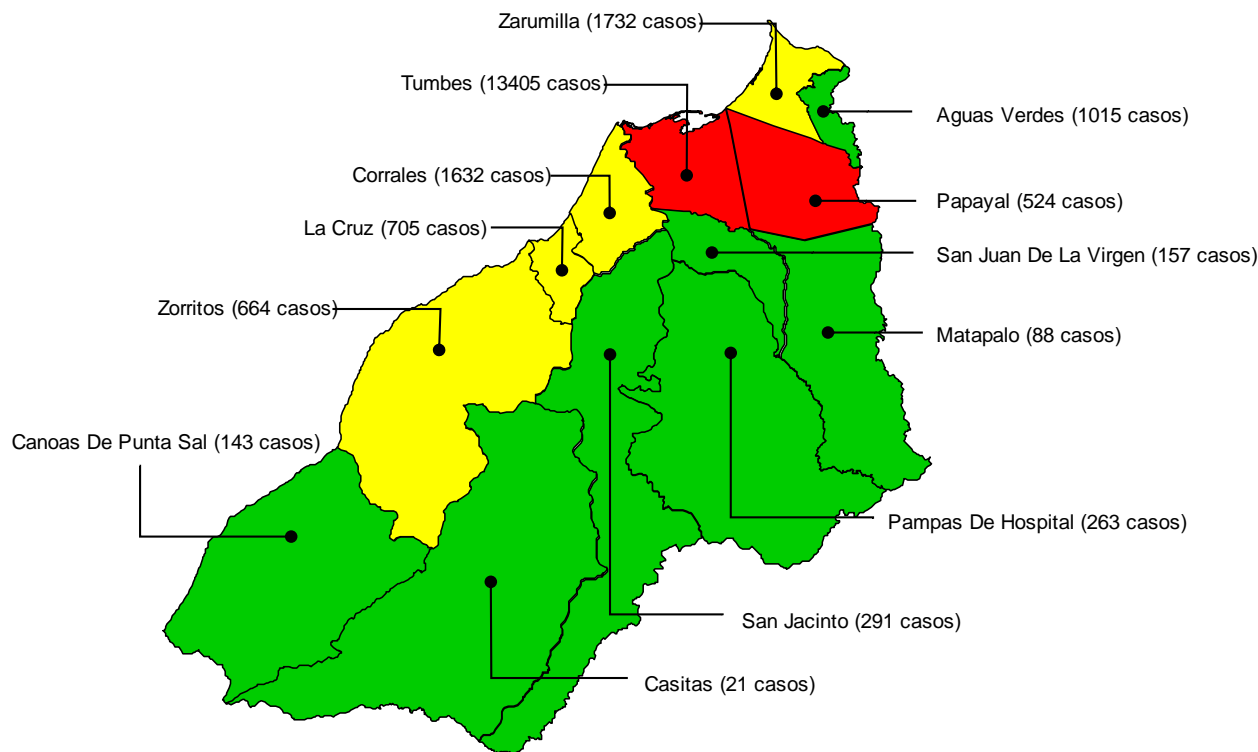 Zarumilla (1732 casos)
Tumbes (13405 casos)
Aguas Verdes (1015 casos)
Corrales (1632 casos)
Papayal (524 casos)
La Cruz (705 casos)
San Juan De La Virgen (157 casos)
Zorritos (664 casos)
Matapalo (88 casos)
Canoas De Punta Sal (143 casos)
Pampas De Hospital (263 casos)
San Jacinto (291 casos)
Casitas (21 casos)